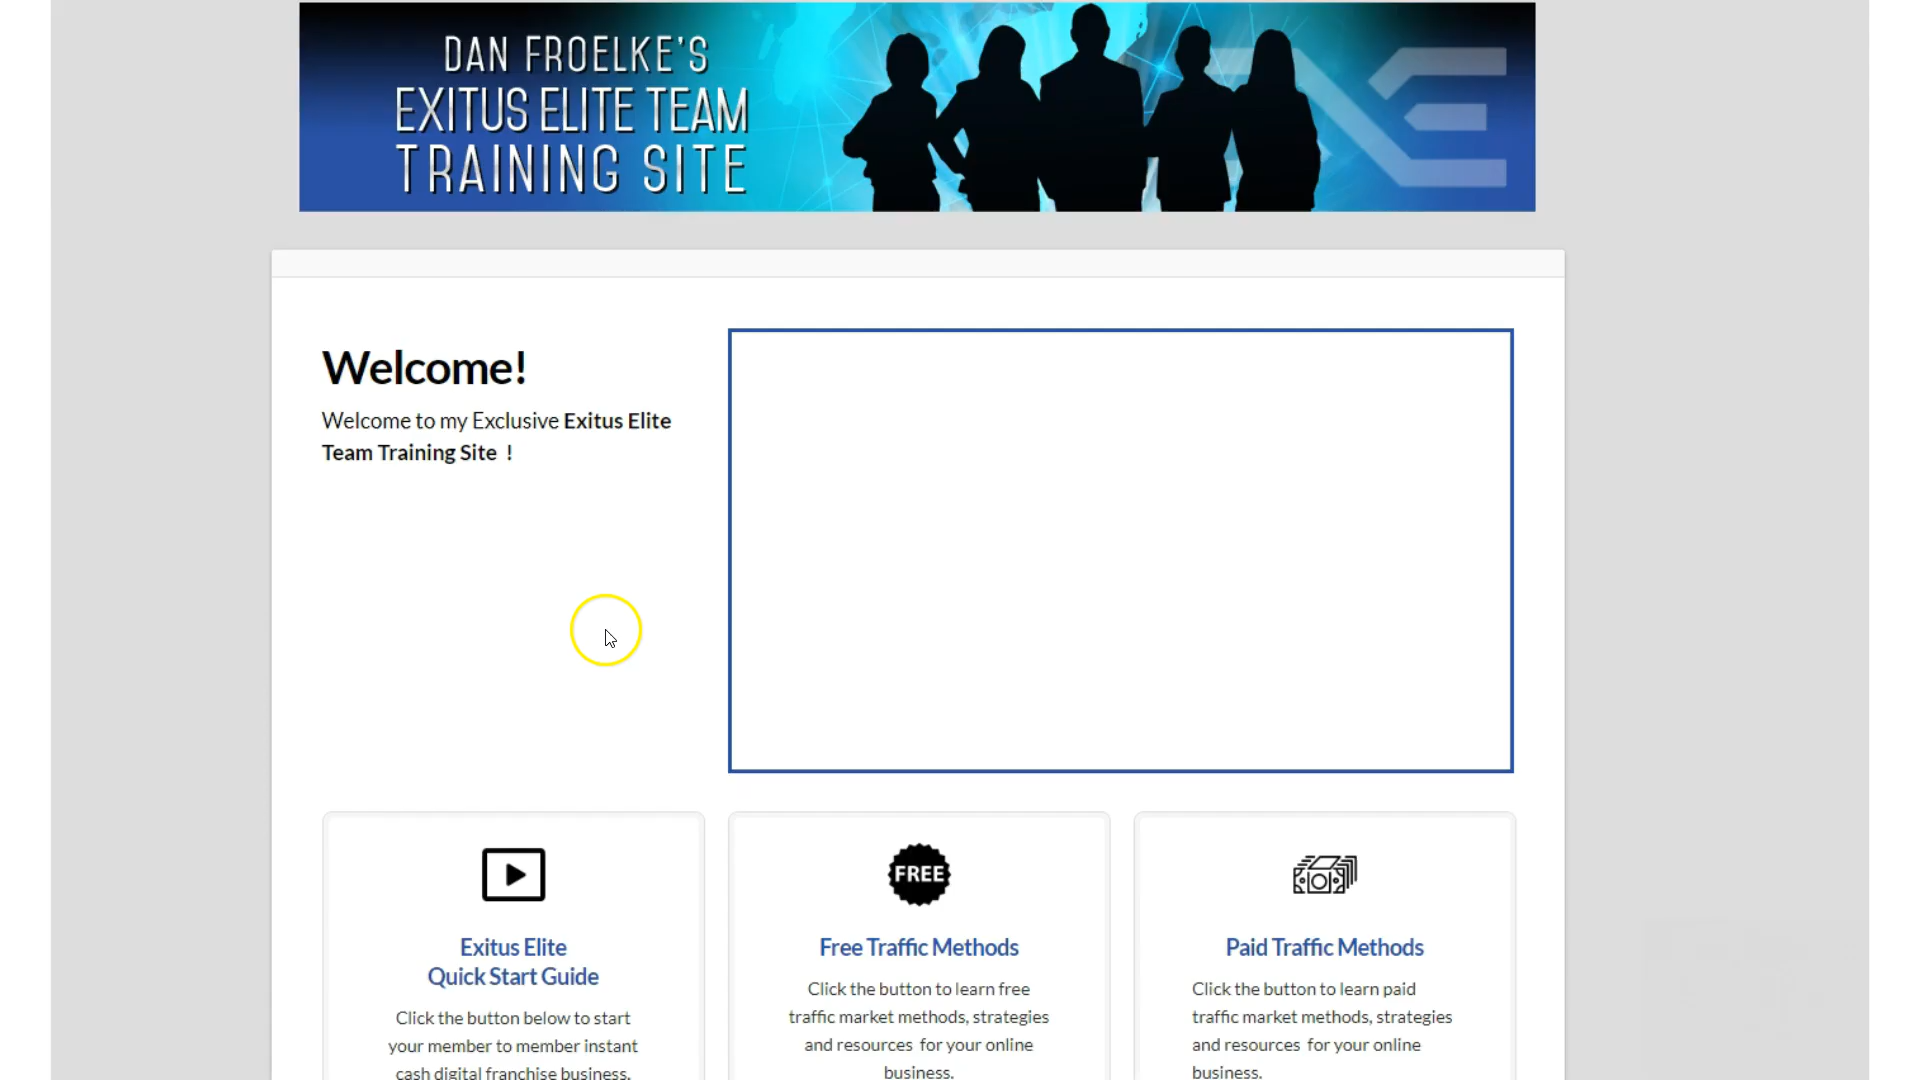 DAN FROELKE'S
EXITUS ELITE TEAM
TRAINING SITE
Welcome!
Welcome to my Exclusive Exitus Elite
Team Training Site !
Exitus Elite
Quick Start Guide
Click the button below to start
your member to member instant
cash digital franchise business.
FREE
Free Traffic Methods
Click the button to learn free
traffic market methods, strategies
and resources for your online
business.
Paid Traffic Methods
Click the button to learn paid
traffic market methods, strategies
and resources for your online
business.